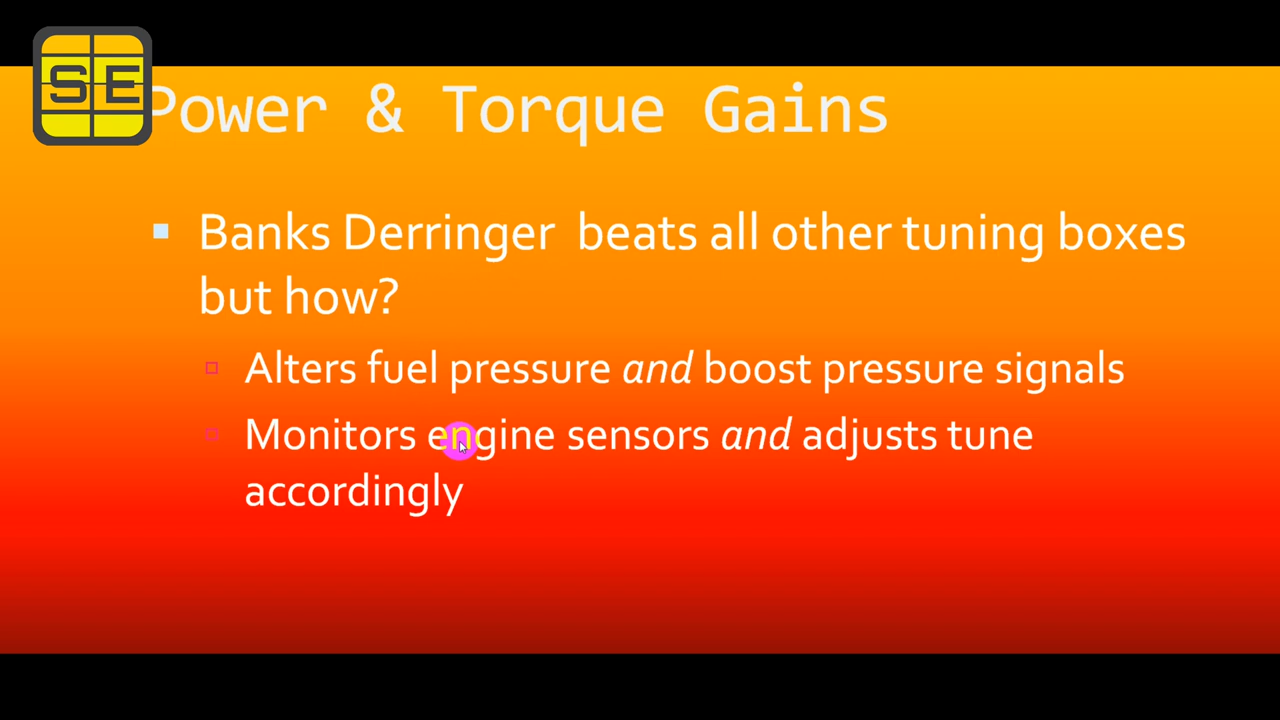 SE
Power & Torque Gains
Banks Derringer beats all other tuning boxes
but how?
Alters fuel pressure and boost pressure signals
Monitors engine sensors and adjusts tune
accordingly